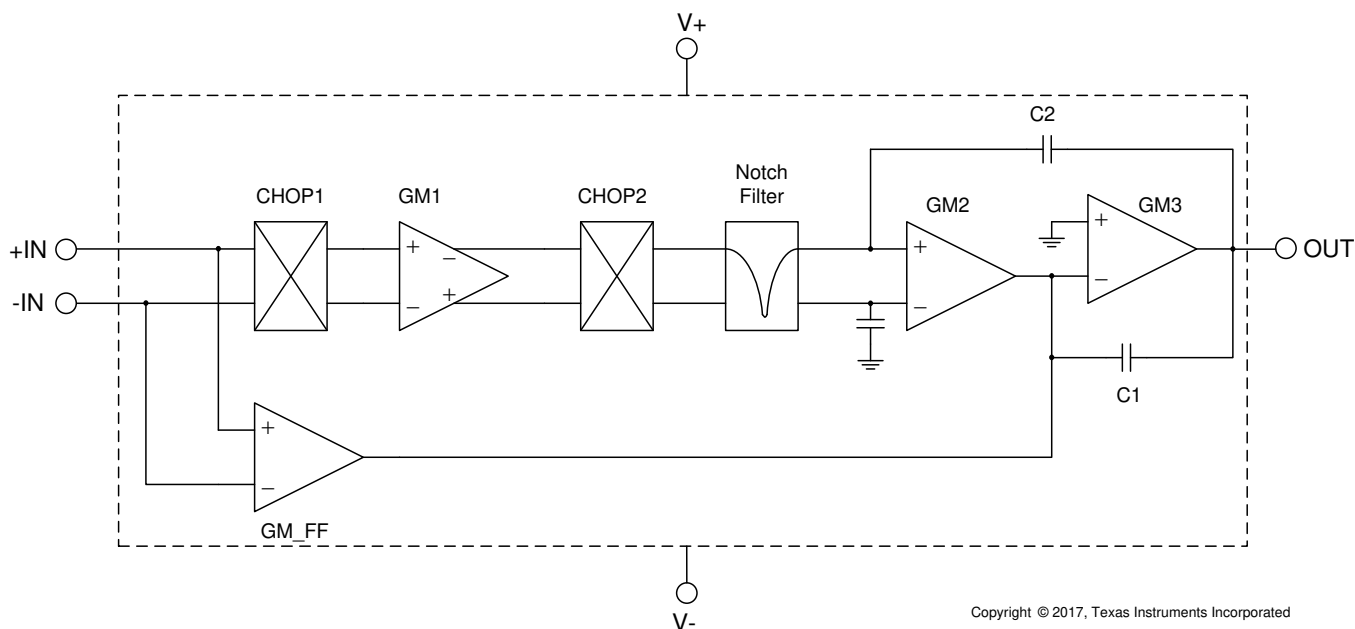 V+
C2
Notch
Filter
CHOP1
GM1
CHOP2
GM2
GM3
+IN
+
−
+
+
-IN
−
+
−
−
OUT
C1
+
−
GM_FF
V-
Copyright © 2017, Texas Instruments Incorporated